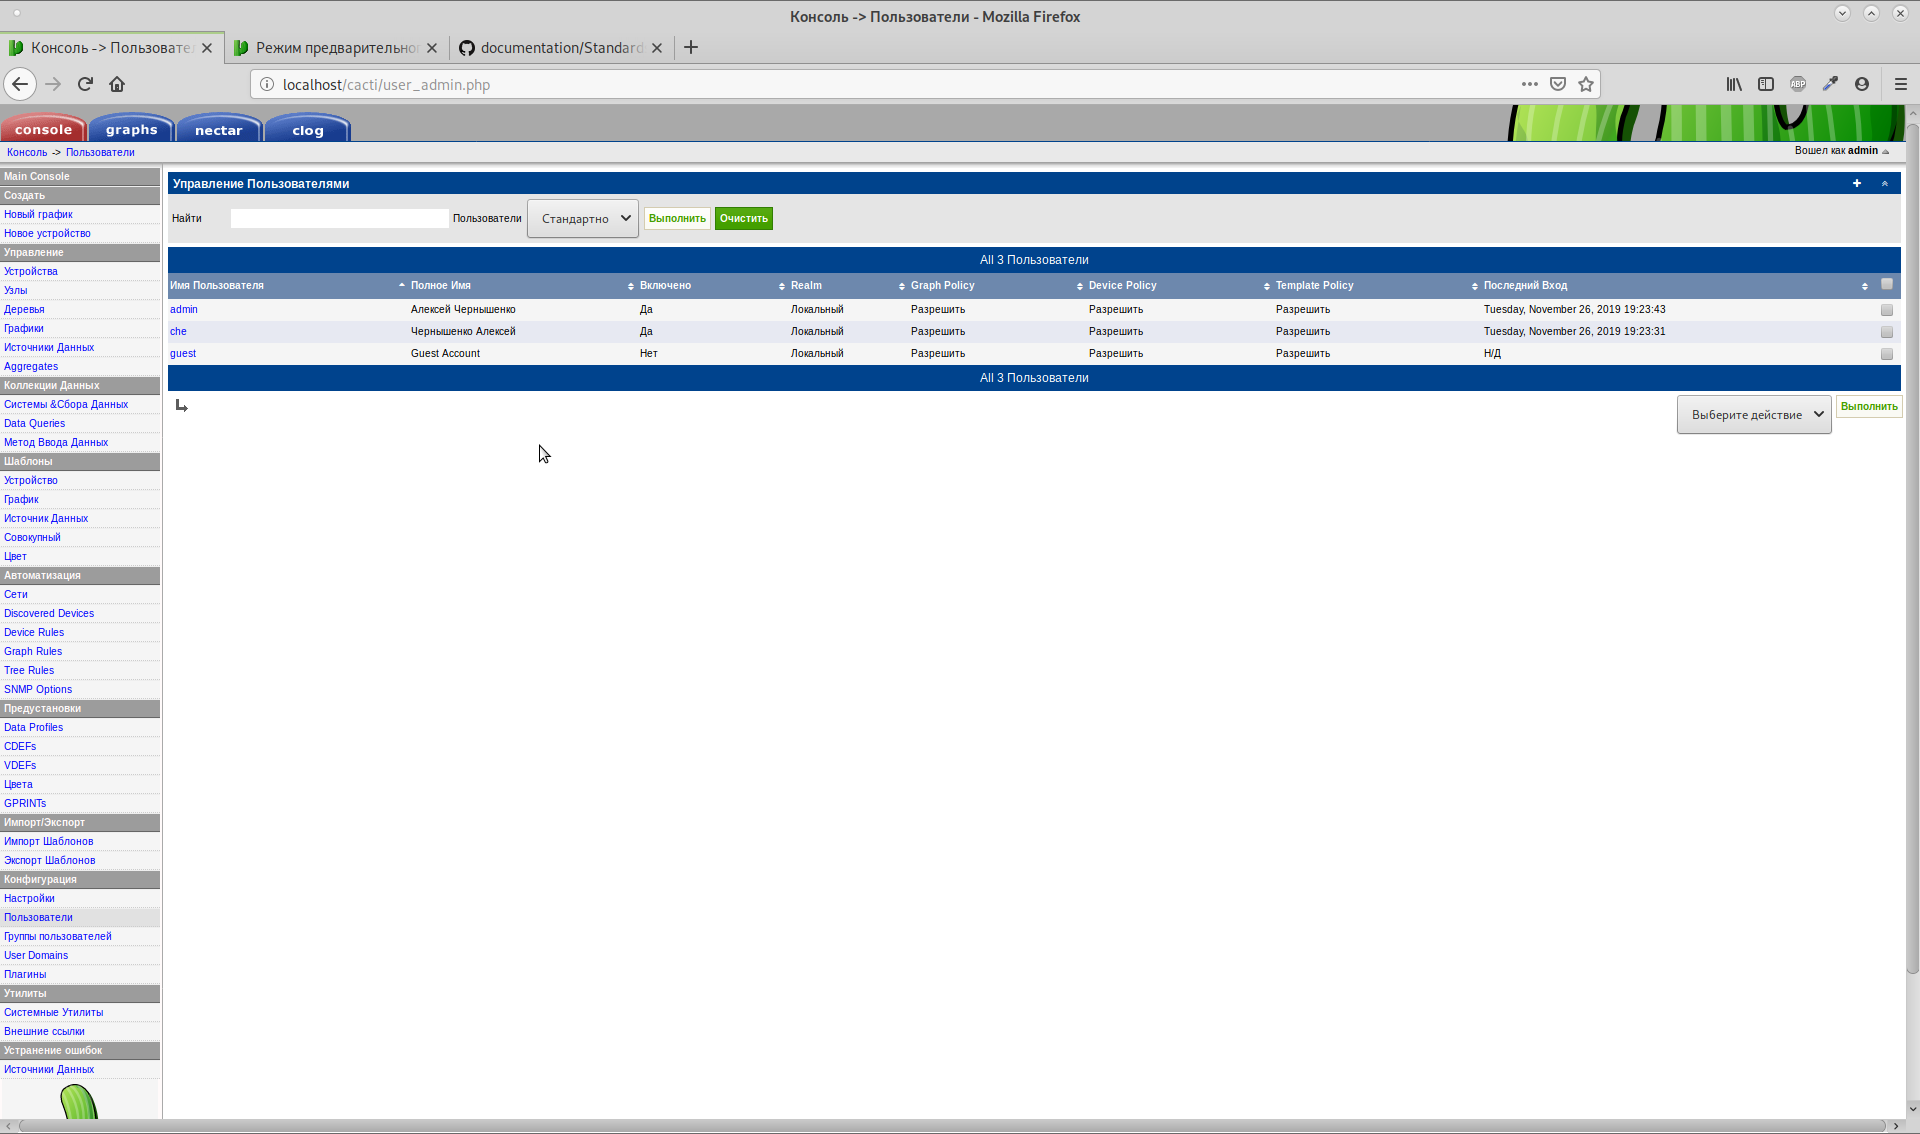 Консоль -> Пользователи - Mozilla Firefox
Консоль -> Пользовате
Режим предварительно
documentation/Standard
localhost/cacti/user_admin.php
ABP
console
graphs
nectar
clog
Консоль -> Пользователи
Вошел как admin
Main Console
Создать
Новый график
Новое устройство
Управление
Устройства
Узлы
Деревья
Графики
Источники Данных
Aggregates
Коллекции Данных
Системы &Сбора Данных
Data Queries
Метод Ввода Данных
Шаблоны
Устройство
График
Источник Данных
Совокупный
Цвет
Автоматизация
Сети
Discovered Devices
Device Rules
Graph Rules
Tree Rules
SNMP Options
Предустановки
Data Profiles
CDEFs
VDEFs
Цвета
GPRINTs
Импорт/Экспорт
Импорт Шаблонов
Экспорт Шаблонов
Конфигурация
Настройки
Пользователи
Группы пользователей
User Domains
Плагины
Утилиты
Системные Утилиты
Внешние ссылки
Устранение ошибок
Источники Данных
Управление Пользователями
Найти Пользователи Стандартно Выполнить Очистить
All 3 Пользователи
Имя Пользователя Полное Имя Включено Realm Graph Policy Device Policy Template Policy Последний Вход
admin Алексей Чернышенко Да Локальный Разрешить Разрешить Разрешить Tuesday, November 26, 2019 19:23:43
che Чернышенко Алексей Да Локальный Разрешить Разрешить Разрешить Tuesday, November 26, 2019 19:23:31
guest Guest Account Нет Локальный Разрешить Разрешить Разрешить Н/Д
All 3 Пользователи
Выберите действие Выполнить